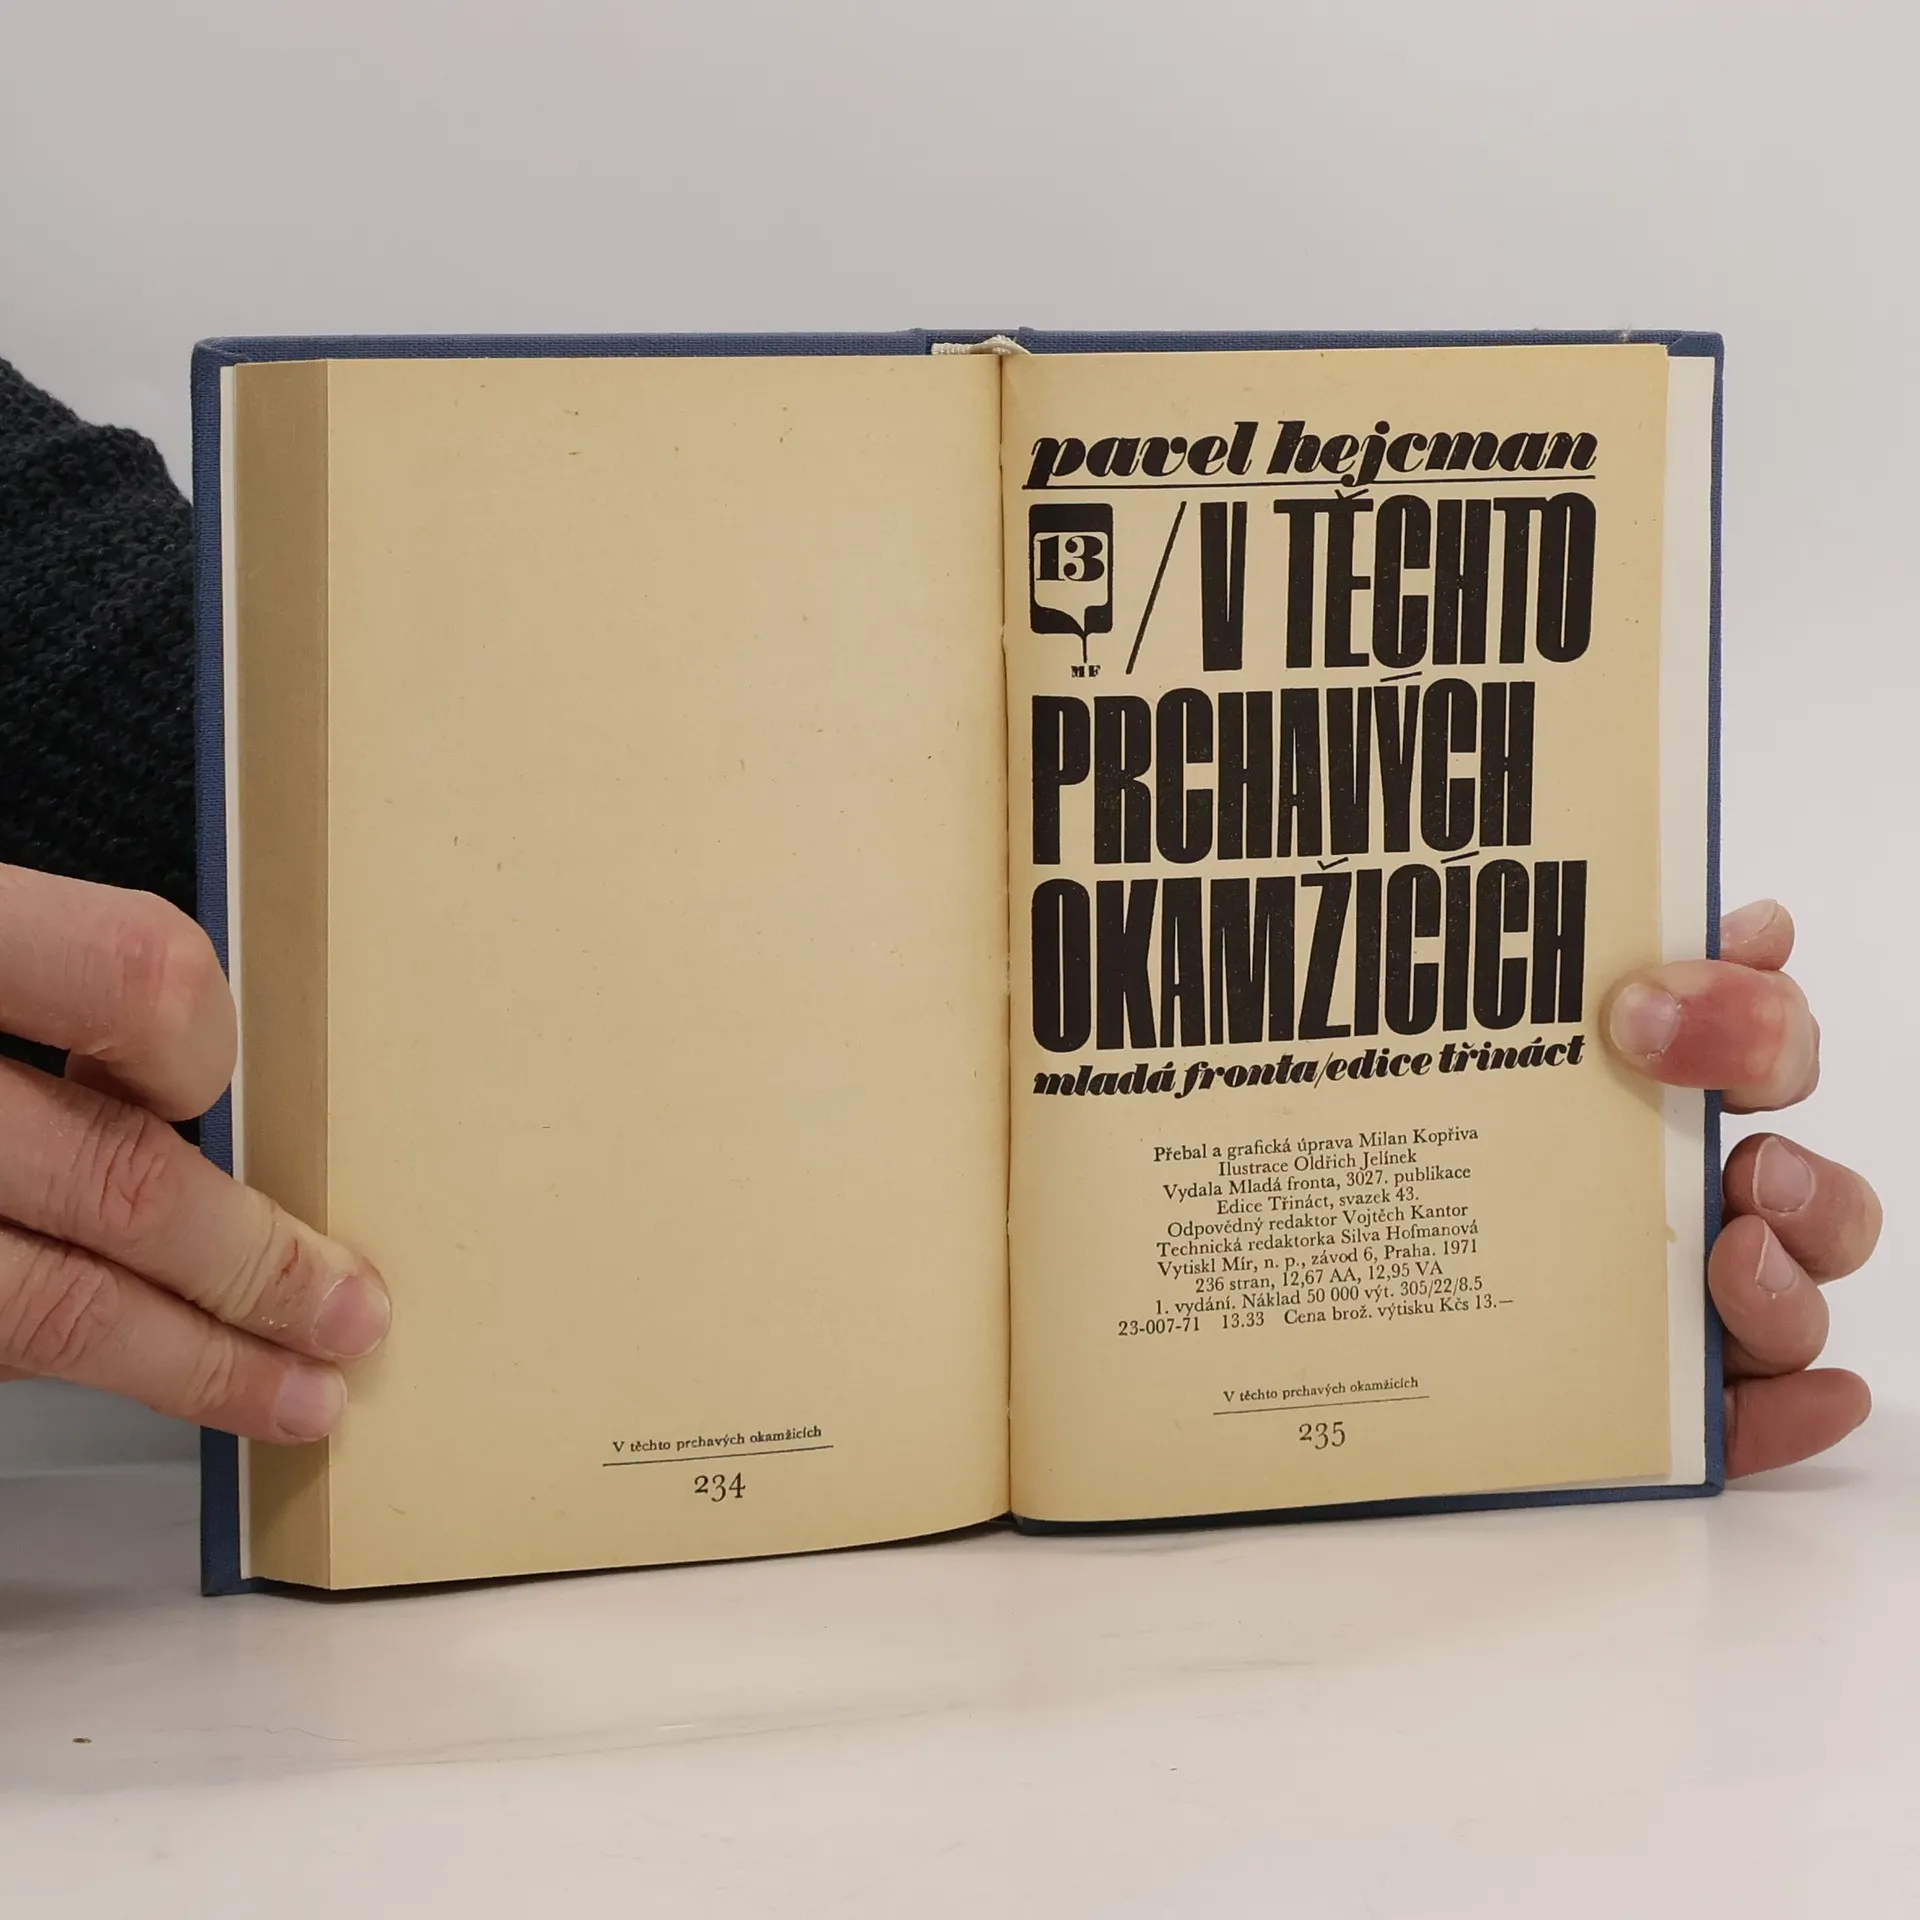 V těchto prchavých okamžicích
234
pavel hejcman
13
MF
/ V TĚCHTO
PRCHAVÝCH
OKAMŽICÍCH
mladá fronta/edice třináct
Přebal a grafická úprava Milan Kopřiva
Ilustrace Oldřich Jelínek
Vydala Mladá fronta, 3027. publikace
Edice Třináct, svazek 43.
Odpovědný redaktor Vojtěch Kantor
Technická redaktorka Silva Hofmanová
Vytiskl Mír, n. p., závod 6, Praha. 1971
236 stran, 12,67 AA, 12,95 VA
1. vydání. Náklad 50 000 výt. 305/22/8.5
23-007-71 13.33 Cena brož. výtisku Kčs 13.—
V těchto prchavých okamžicích
235